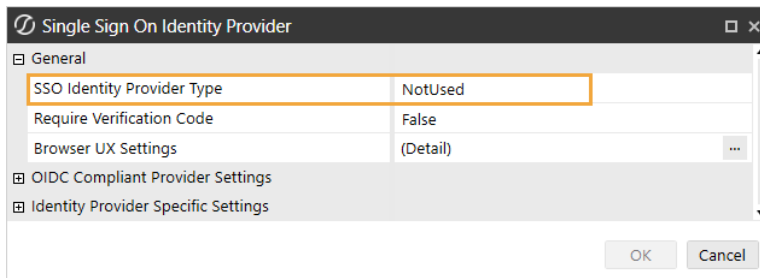 Single Sign On Identity Provider
General
SSO Identity Provider Type NotUsed
Require Verification Code False
Browser UX Settings (Detail) ...
OIDC Compliant Provider Settings
Identity Provider Specific Settings
OK Cancel